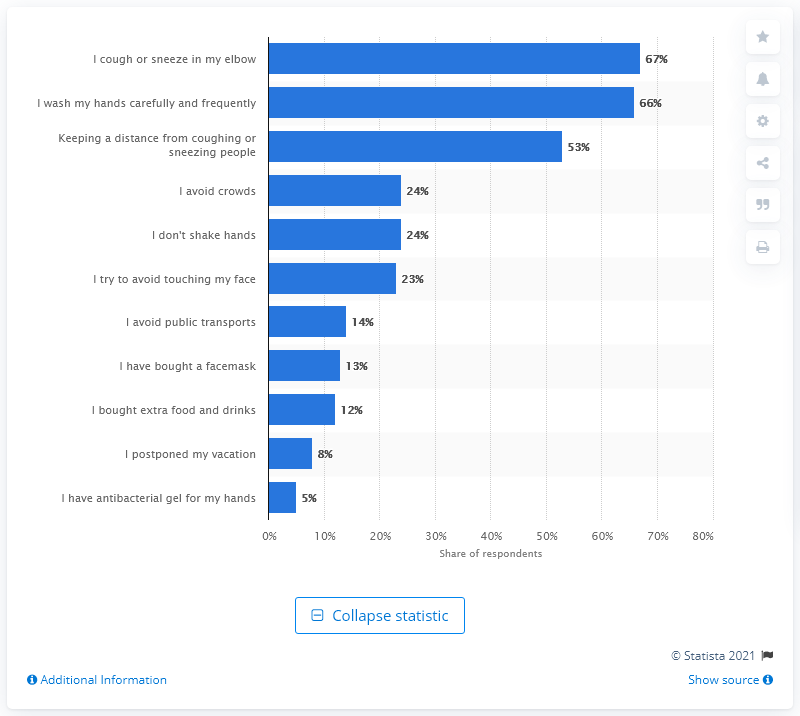 I cough or sneeze in my elbow 67%
I wash my hands carefully and frequently 66%
Keeping a distance from coughing or
sneezing people 53%
I avoid crowds 24%
I don't shake hands 24%
I try to avoid touching my face 23%
I avoid public transports 14%
I have bought a facemask 13%
I bought extra food and drinks 12%
I postponed my vacation 8%
I have antibacterial gel for my hands 5%
0% 10% 20% 30% 40% 50% 60% 70% 80%
Share of respondents
Collapse statistic
© Statista 2021
Additional Information Show source